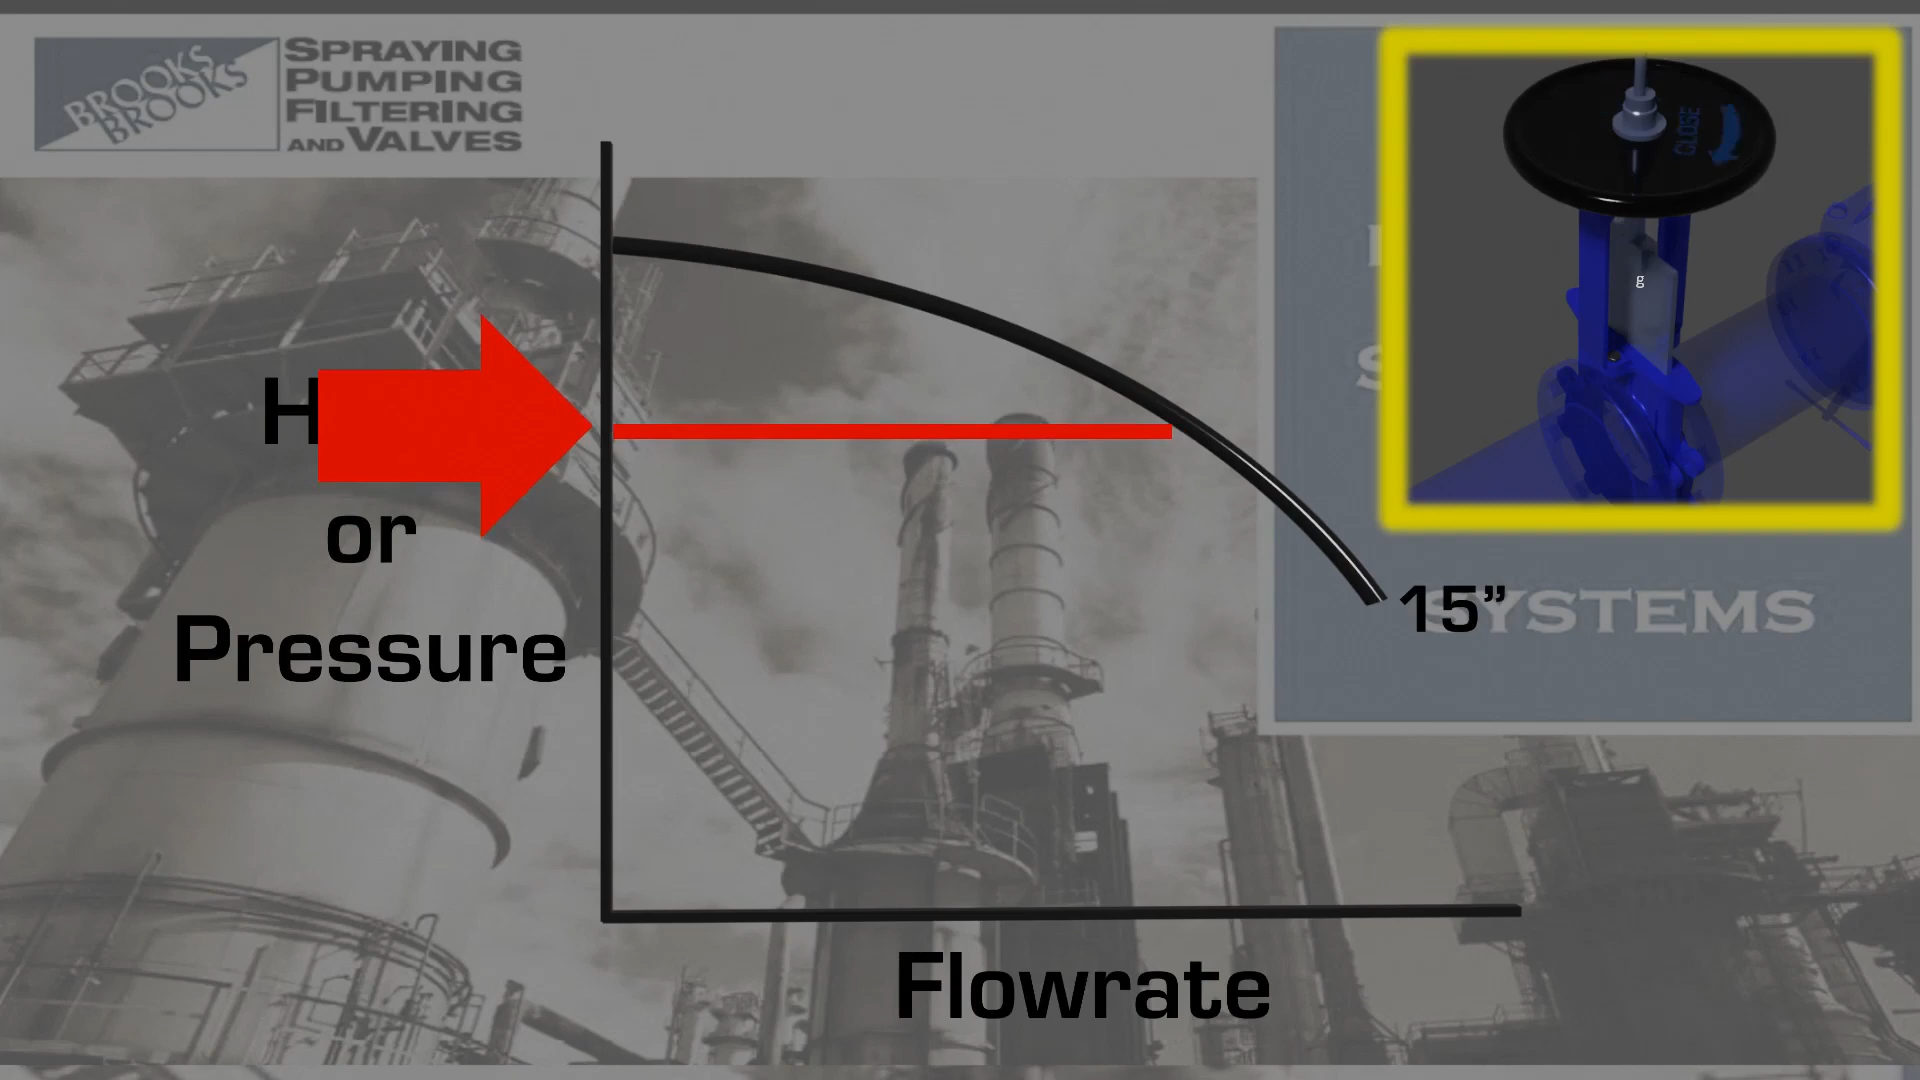 BROOKS
BROOKS
SPRAYING
PUMPING
FILTERING
AND VALVES
CLOSE
g
H
or
Pressure
15”
SYSTEMS
Flowrate